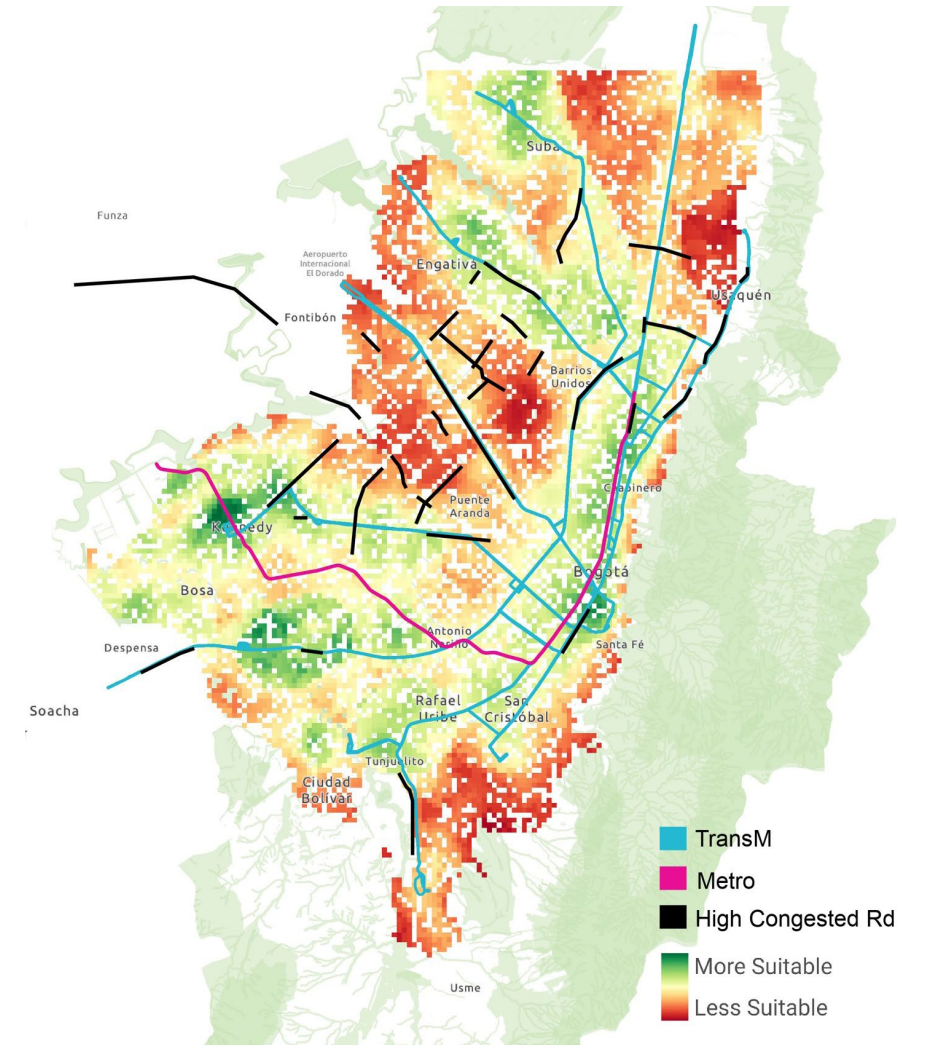 Suba
Funza
Aeropuerto
Internacional
El Dorado
Engativá
Usaquén
Fontibón
Barrios
Unidos
Chapinero
Puente
Aranda
Kennedy
Bogotá
Bosa
Antonio
Nariño
Despensa
Santa Fé
Soacha
Rafael
Uribe
San
Cristóbal
Tunjuelito
Ciudad
Bolívar
Usme
TransM
Metro
High Congested Rd
More Suitable
Less Suitable